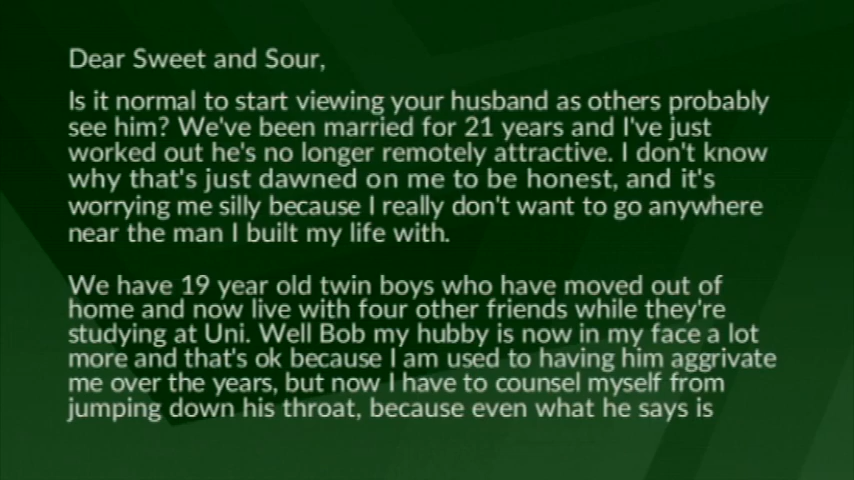 Dear Sweet and Sour,
Is it normal to start viewing your husband as others probably
see him? We've been married for 21 years and I've just
worked out he's no longer remotely attractive. I don't know
why that's just dawned on me to be honest, and it's
worrying me silly because I really don't want to go anywhere
near the man I built my life with.
We have 19 year old twin boys who have moved out of
home and now live with four other friends while they're
studying at Uni. Well Bob my hubby is now in my face a lot
more and that's ok because I am used to having him aggrivate
me over the years, but now I have to counsel myself from
jumping down his throat, because even what he says is